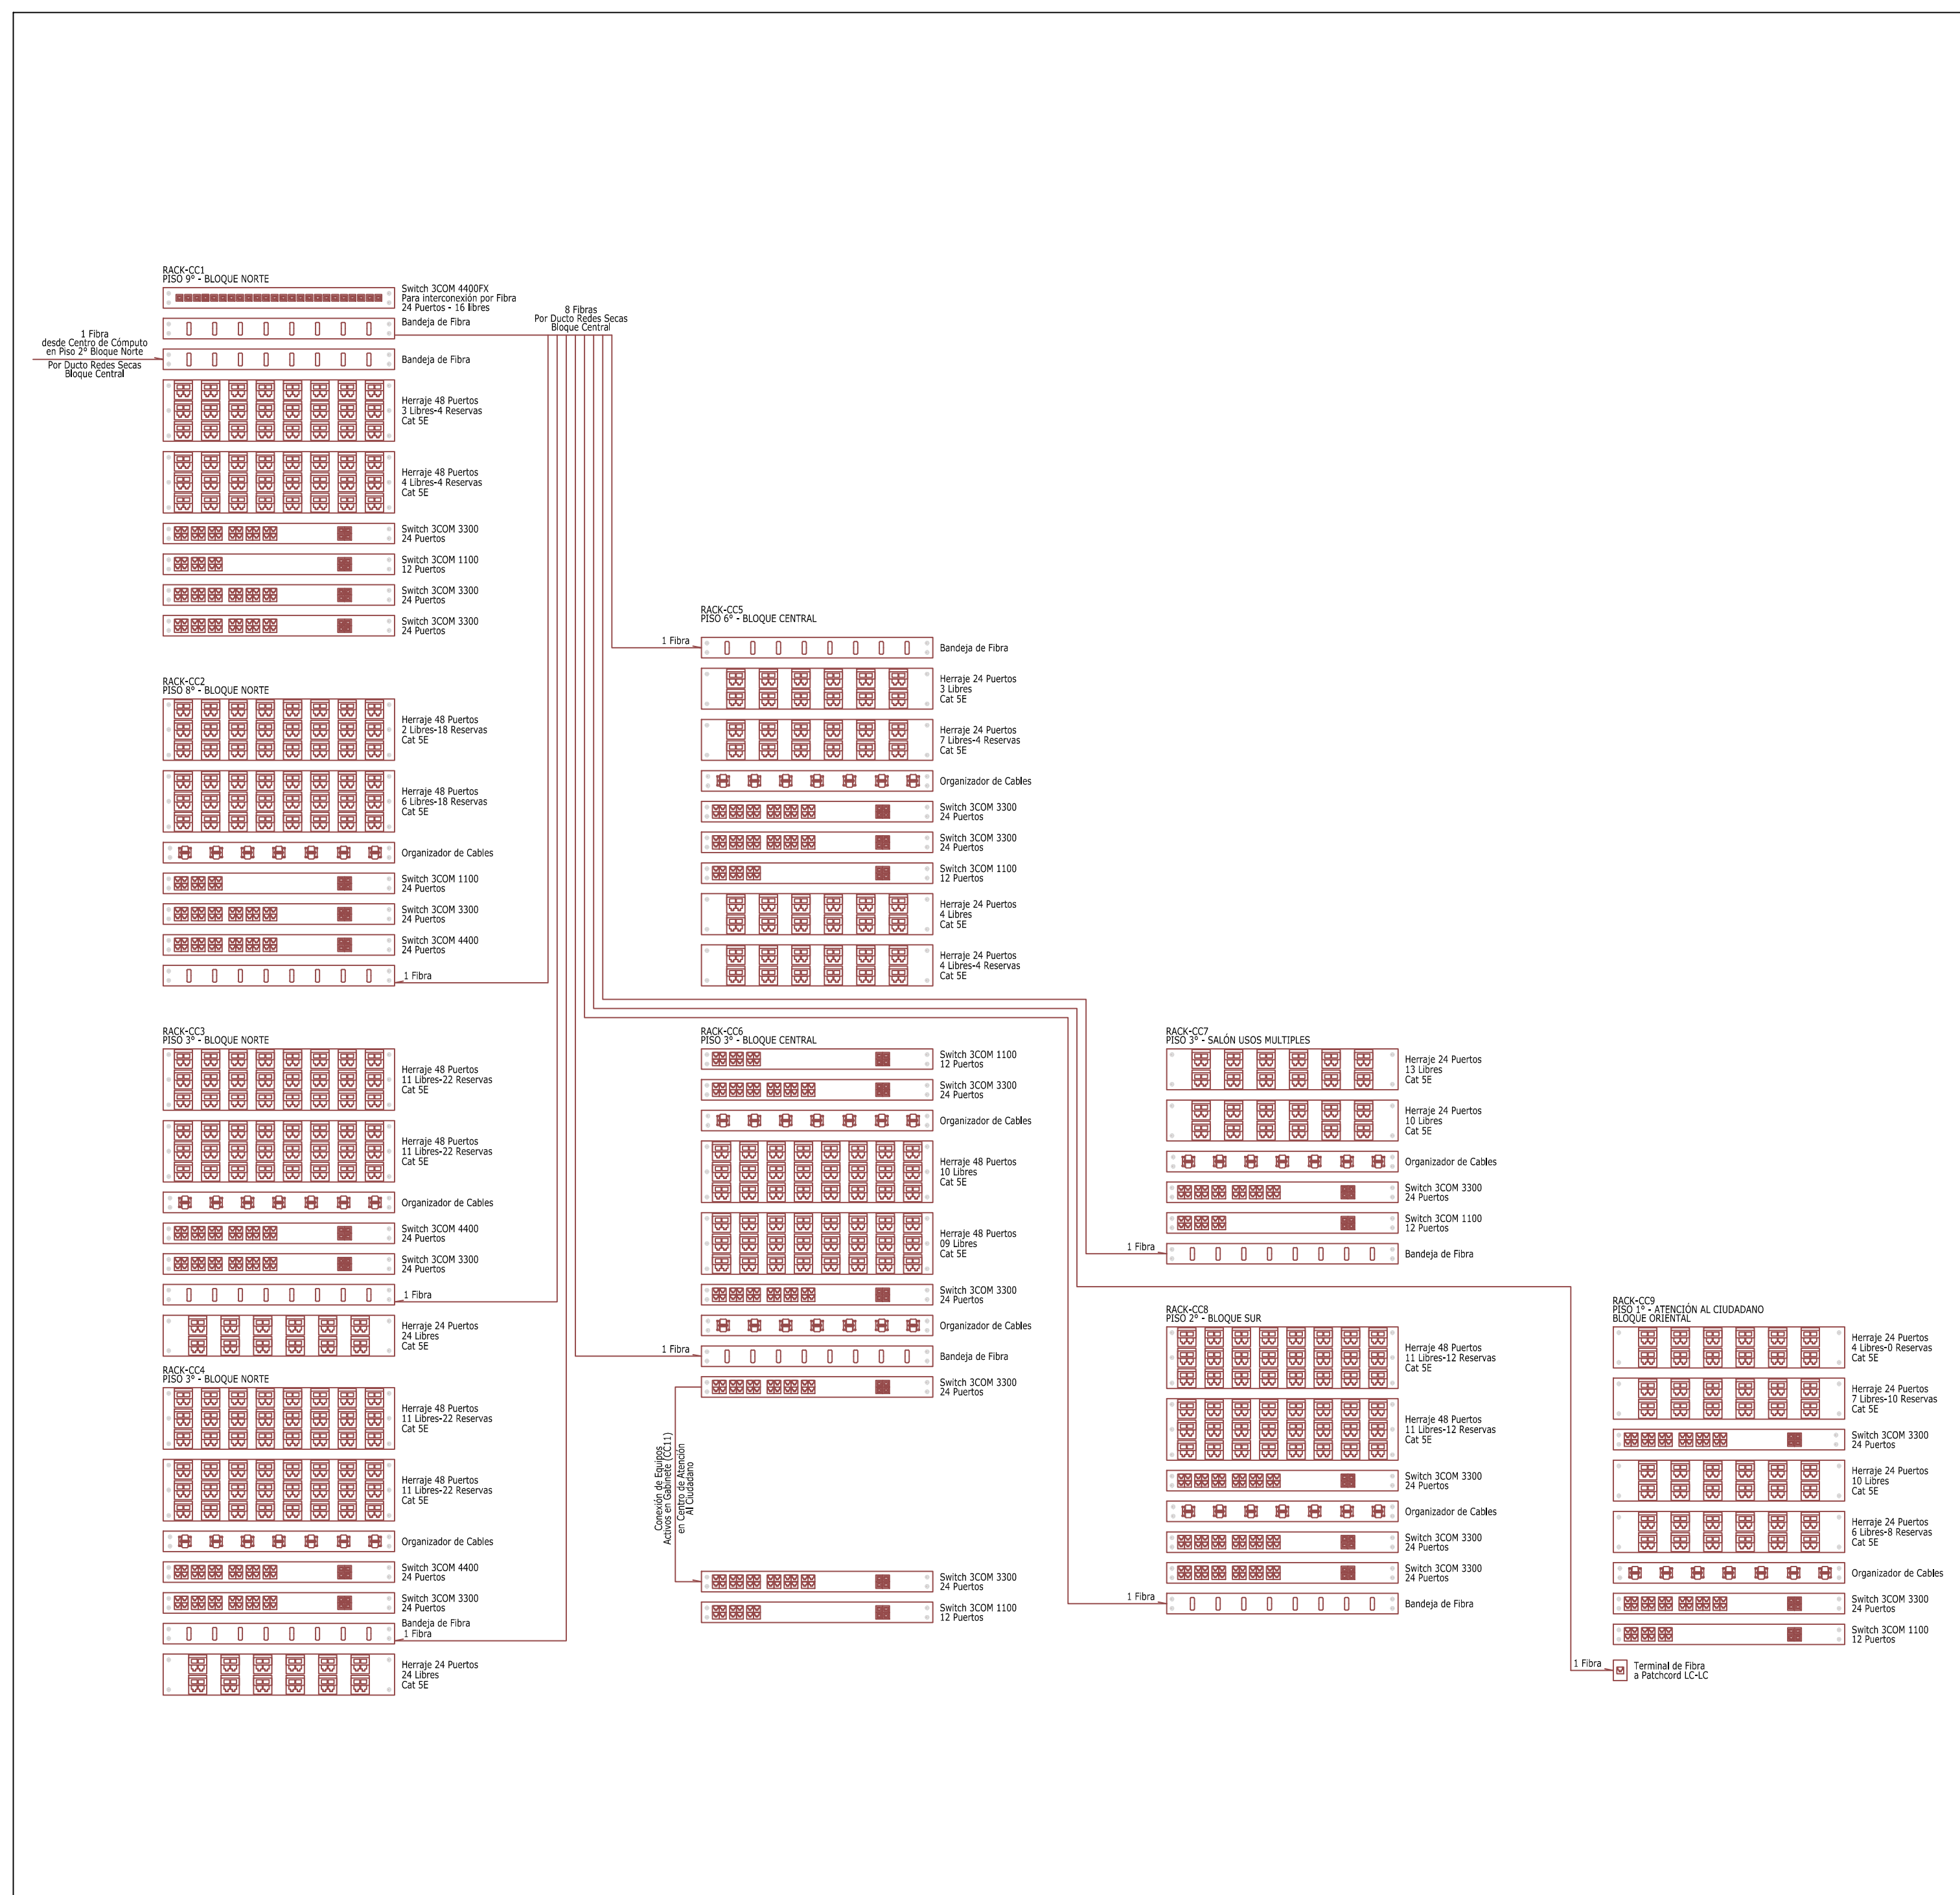 RACK-CC1
PISO 9° - BLOQUE NORTE
Switch 3COM 4400FX
Para interconexión por Fibra
24 Puertos - 16 libres
Bandeja de Fibra
1 Fibra
desde Centro de Cómputo
en Piso 2° Bloque Norte
Por Ducto Redes Secas
Bloque Central
Bandeja de Fibra
Herraje 48 Puertos
3 Libres-4 Reservas
Cat 5E
Herraje 48 Puertos
4 Libres-4 Reservas
Cat 5E
Switch 3COM 3300
24 Puertos
Switch 3COM 1100
12 Puertos
Switch 3COM 3300
24 Puertos
Switch 3COM 3300
24 Puertos
8 Fibras
Por Ducto Redes Secas
Bloque Central
RACK-CC2
PISO 8° - BLOQUE NORTE
Herraje 48 Puertos
2 Libres-18 Reservas
Cat 5E
Herraje 48 Puertos
6 Libres-18 Reservas
Cat 5E
Organizador de Cables
Switch 3COM 1100
24 Puertos
Switch 3COM 3300
24 Puertos
Switch 3COM 4400
24 Puertos
1 Fibra
RACK-CC3
PISO 3° - BLOQUE NORTE
Herraje 48 Puertos
11 Libres-22 Reservas
Cat 5E
Herraje 48 Puertos
11 Libres-22 Reservas
Cat 5E
Organizador de Cables
Switch 3COM 4400
24 Puertos
Switch 3COM 3300
24 Puertos
1 Fibra
Herraje 24 Puertos
24 Libres
Cat 5E
RACK-CC4
PISO 3° - BLOQUE NORTE
Herraje 48 Puertos
11 Libres-22 Reservas
Cat 5E
Herraje 48 Puertos
11 Libres-22 Reservas
Cat 5E
Organizador de Cables
Switch 3COM 4400
24 Puertos
Switch 3COM 3300
24 Puertos
Bandeja de Fibra
1 Fibra
Herraje 24 Puertos
24 Libres
Cat 5E
RACK-CC5
PISO 6° - BLOQUE CENTRAL
1 Fibra
Bandeja de Fibra
Herraje 24 Puertos
3 Libres
Cat 5E
Herraje 24 Puertos
7 Libres-4 Reservas
Cat 5E
Organizador de Cables
Switch 3COM 3300
24 Puertos
Switch 3COM 3300
24 Puertos
Switch 3COM 1100
12 Puertos
Herraje 24 Puertos
4 Libres
Cat 5E
Herraje 24 Puertos
4 Libres-4 Reservas
Cat 5E
RACK-CC6
PISO 3° - BLOQUE CENTRAL
Switch 3COM 1100
12 Puertos
Switch 3COM 3300
24 Puertos
Organizador de Cables
Herraje 48 Puertos
10 Libres
Cat 5E
Herraje 48 Puertos
09 Libres
Cat 5E
Switch 3COM 3300
24 Puertos
Organizador de Cables
1 Fibra
Bandeja de Fibra
Switch 3COM 3300
24 Puertos
Conexión de Equipos
Activos en Gabinete (CC11)
en Centro de Atención
Al Ciudadano
Switch 3COM 3300
24 Puertos
Switch 3COM 1100
12 Puertos
RACK-CC7
PISO 3° - SALÓN USOS MULTIPLES
Herraje 24 Puertos
13 Libres
Cat 5E
Herraje 24 Puertos
10 Libres
Cat 5E
Organizador de Cables
Switch 3COM 3300
24 Puertos
Switch 3COM 1100
12 Puertos
1 Fibra
Bandeja de Fibra
RACK-CC8
PISO 2° - BLOQUE SUR
Herraje 48 Puertos
11 Libres-12 Reservas
Cat 5E
Herraje 48 Puertos
11 Libres-12 Reservas
Cat 5E
Switch 3COM 3300
24 Puertos
Organizador de Cables
Switch 3COM 3300
24 Puertos
Switch 3COM 3300
24 Puertos
1 Fibra
Bandeja de Fibra
RACK-CC9
PISO 1° - ATENCIÓN AL CIUDADANO
BLOQUE ORIENTAL
Herraje 24 Puertos
4 Libres-0 Reservas
Cat 5E
Herraje 24 Puertos
7 Libres-10 Reservas
Cat 5E
Switch 3COM 3300
24 Puertos
Herraje 24 Puertos
10 Libres
Cat 5E
Herraje 24 Puertos
6 Libres-8 Reservas
Cat 5E
Organizador de Cables
Switch 3COM 3300
24 Puertos
Switch 3COM 1100
12 Puertos
1 Fibra
Terminal de Fibra
a Patchcord LC-LC